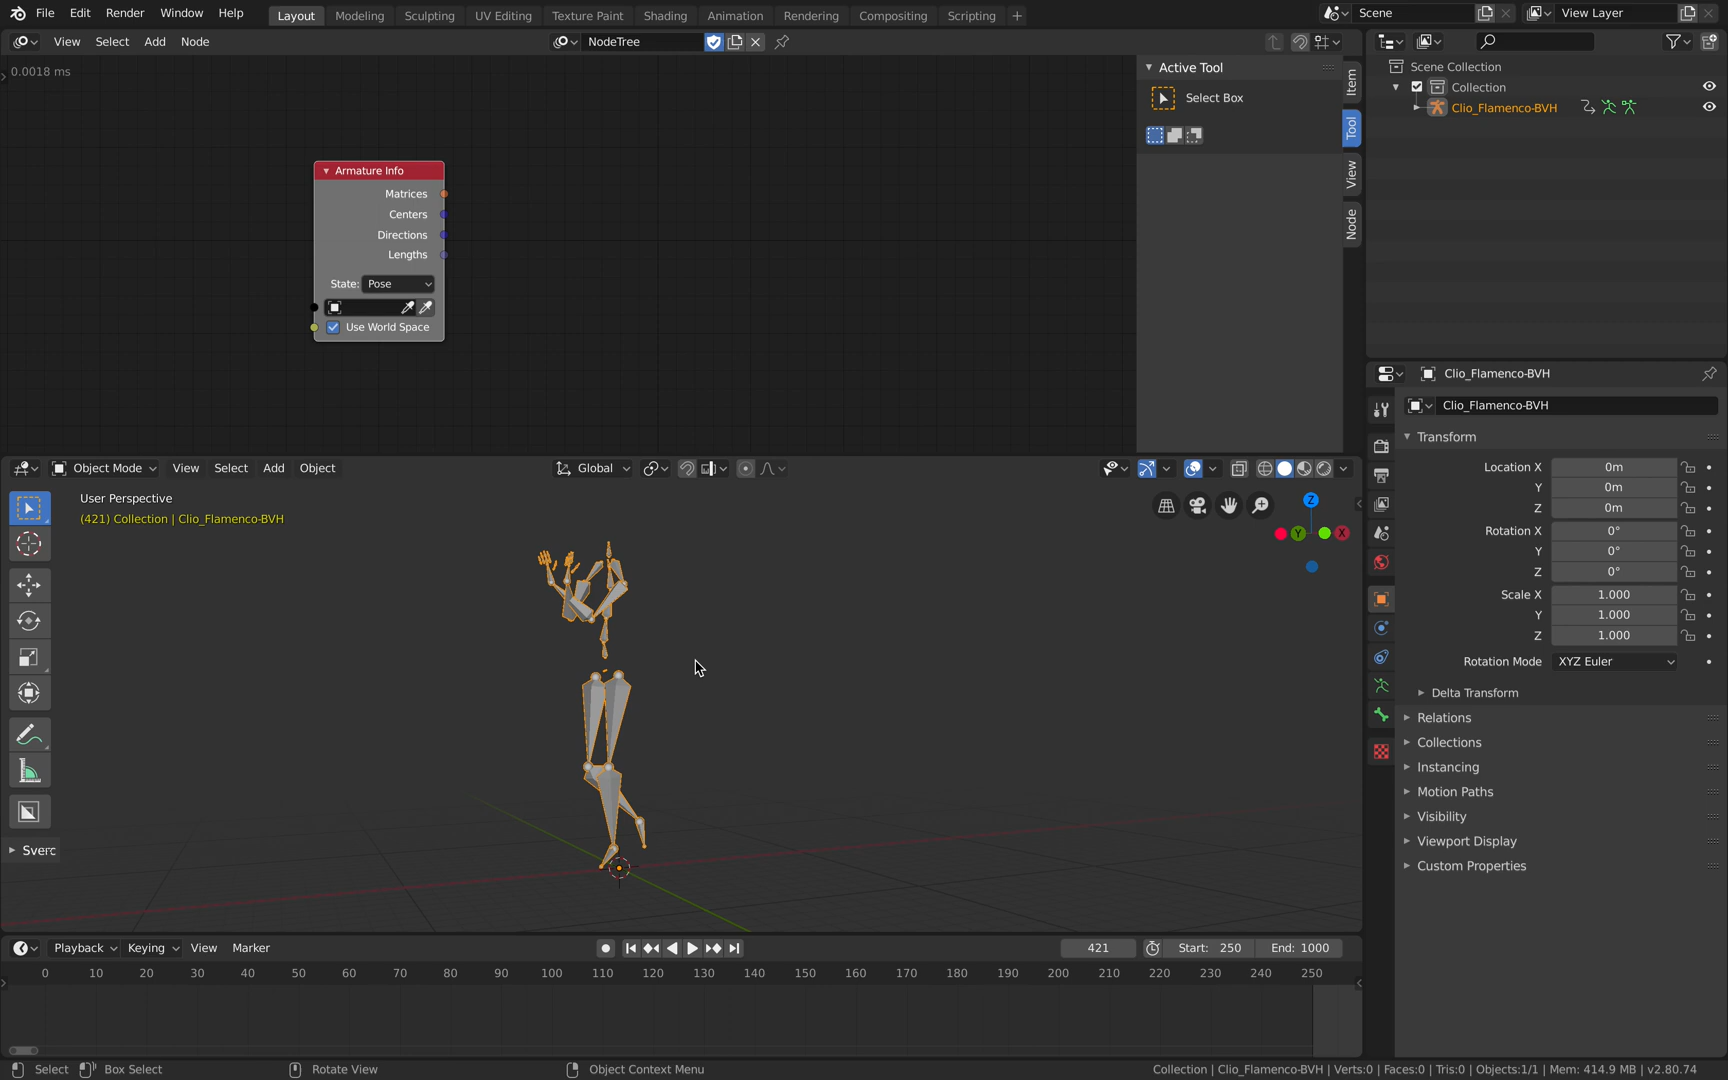 File Edit Render Window Help Layout Modeling Sculpting UV Editing Texture Paint Shading Animation Rendering Compositing Scripting + Scene View Layer
View Select Add Node NodeTree
0.0018 ms
Armature Info
Matrices
Centers
Directions
Lengths
State: Pose
Use World Space
Active Tool
Select Box
Item
Tool
View
Node
Scene Collection
Collection
Clio_Flamenco-BVH
Clio_Flamenco-BVH
Clio_Flamenco-BVH
Transform
Location X 0m
Y 0m
Z 0m
Rotation X 0°
Y 0°
Z 0°
Scale X 1.000
Y 1.000
Z 1.000
Rotation Mode XYZ Euler
Delta Transform
Relations
Collections
Instancing
Motion Paths
Visibility
Viewport Display
Custom Properties
Object Mode View Select Add Object Global
User Perspective
(421) Collection | Clio_Flamenco-BVH
Z
Y
X
Sverc
Playback Keying View Marker 421 Start: 250 End: 1000
0 10 20 30 40 50 60 70 80 90 100 110 120 130 140 150 160 170 180 190 200 210 220 230 240 250
Select Box Select Rotate View Object Context Menu Collection | Clio_Flamenco-BVH | Verts:0 | Faces:0 | Tris:0 | Objects:1/1 | Mem: 414.9 MB | v2.80.74